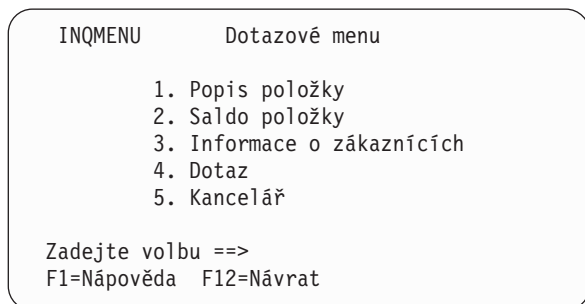 INQMENU Dotazové menu
1. Popis položky
2. Saldo položky
3. Informace o zákaznících
4. Dotaz
5. Kancelář
Zadejte volbu ==>
F1=Nápověda F12=Návrat